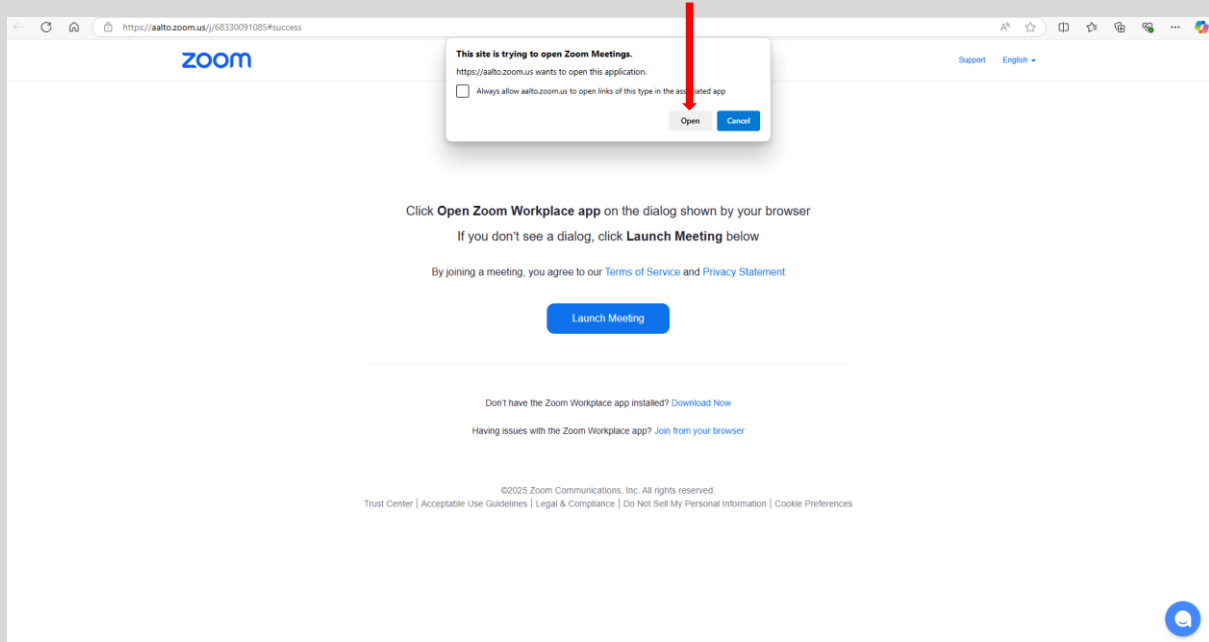 https://aalto.zoom.us/j/68330091085#success
zoom
Support English
This site is trying to open Zoom Meetings.
https://aalto.zoom.us wants to open this application.
Always allow aalto.zoom.us to open links of this type in the associated app
Open Cancel
Click Open Zoom Workplace app on the dialog shown by your browser
If you don't see a dialog, click Launch Meeting below
By joining a meeting, you agree to our Terms of Service and Privacy Statement
Launch Meeting
Don't have the Zoom Workplace app installed? Download Now
Having issues with the Zoom Workplace app? Join from your browser
©2025 Zoom Communications, Inc. All rights reserved.
Trust Center | Acceptable Use Guidelines | Legal & Compliance | Do Not Sell My Personal Information | Cookie Preferences